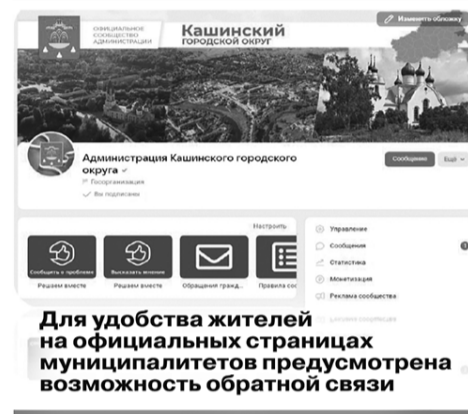 ОФИЦИАЛЬНОЕ
СООБЩЕСТВО
АДМИНИСТРАЦИИ
Кашинский
ГОРОДСКОЙ ОКРУГ
Изменить обложку
Администрация Кашинского городского
округа
Госорганизация
Вы подписаны
Сообщение
Ещё
Настроить
Сообщить о проблеме
Высказать мнение
Решаем вместе
Решаем вместе
Обращения гражд...
Правила соо
Управление
Сообщения
Статистика
Монетизация
Реклама сообщества
Для удобства жителей
на официальных страницах
муниципалитетов предусмотрена
возможность обратной связи